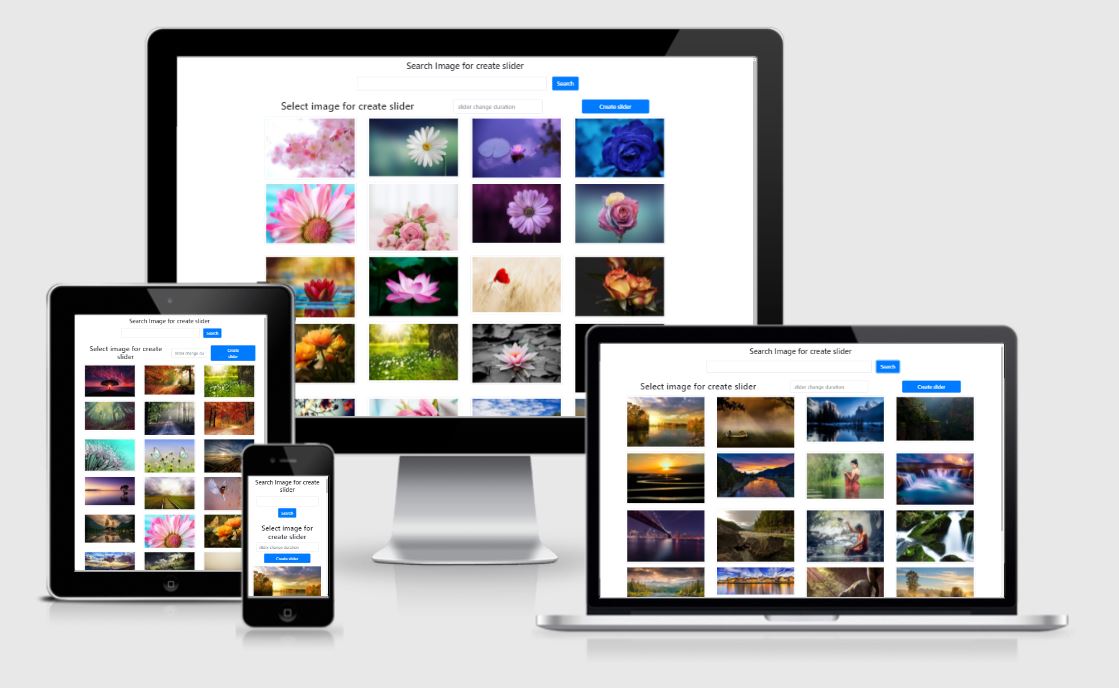 Search Image for create slider
Search
Select image for create slider
slider change duration
Create slider
Search Image for create slider
Search
Select image for create
slider
Create
slider
Search Image for create
slider
Search
Select image for
create slider
slider change duration
Create slider
Search Image for create slider
Search
Select image for create slider
slider change duration
Create slider